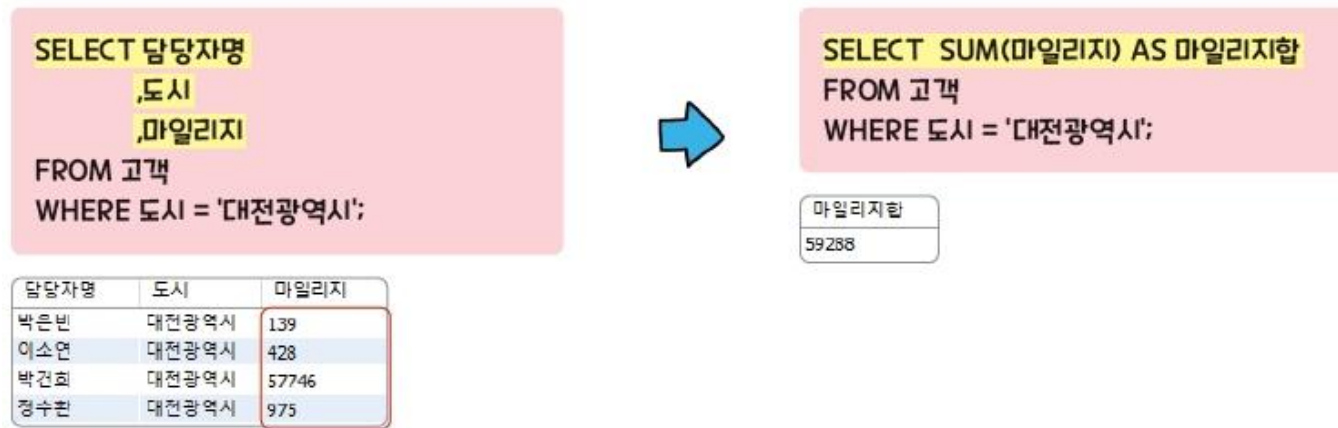 SELECT 담당자명
,도시
,마일리지
FROM 고객
WHERE 도시 = '대전광역시';
담당자명 도시 마일리지
박은빈 대전광역시 139
이소연 대전광역시 428
박건희 대전광역시 57746
정수환 대전광역시 975
SELECT SUM(마일리지) AS 마일리지합
FROM 고객
WHERE 도시 = '대전광역시';
마일리지합
59288